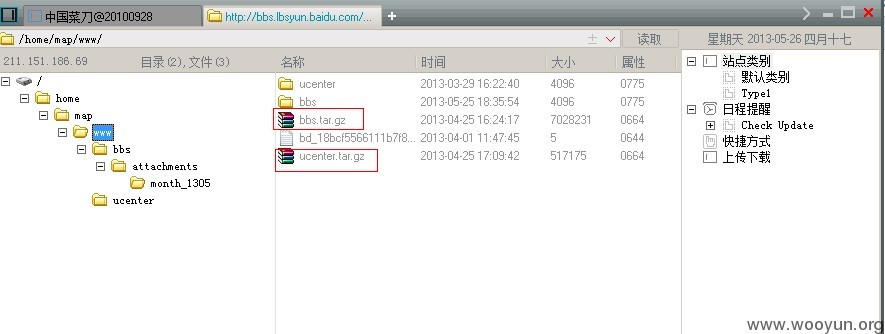 中国菜刀@20100928
http://bbs.lbsyun.baidu.com/...
/home/map/www/
读取
星期天 2013-05-26 四月十七
211.151.186.69
目录(2),文件(3)
名称 时间 大小 属性
/
home
map
www
bbs
attachments
month_1305
ucenter
ucenter 2013-03-29 16:22:40 4096 0775
bbs 2013-05-25 18:35:54 4096 0775
bbs.tar.gz 2013-04-25 16:24:17 7028231 0664
bd_18bcf5566111b7f8... 2013-04-01 11:47:45 5 0644
ucenter.tar.gz 2013-04-25 17:09:42 517175 0664
站点类别
默认类别
Type1
日程提醒
Check Update
快捷方式
上传下载
www.wooyun.org